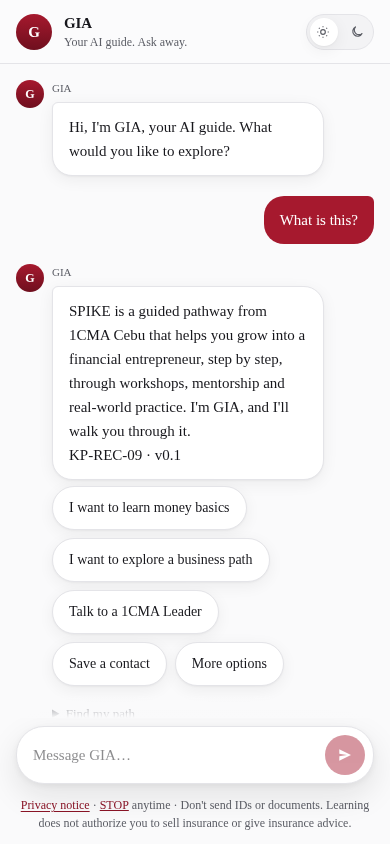 G
GIA
Your AI guide. Ask away.
G
GIA
Hi, I'm GIA, your AI guide. What
would you like to explore?
What is this?
G
GIA
SPIKE is a guided pathway from
1CMA Cebu that helps you grow into a
financial entrepreneur, step by step,
through workshops, mentorship and
real-world practice. I'm GIA, and I'll
walk you through it.
KP-REC-09 · v0.1
I want to learn money basics
I want to explore a business path
Talk to a 1CMA Leader
Save a contact
More options
Find my path
Message GIA…
Privacy notice · STOP anytime · Don't send IDs or documents. Learning
does not authorize you to sell insurance or give insurance advice.